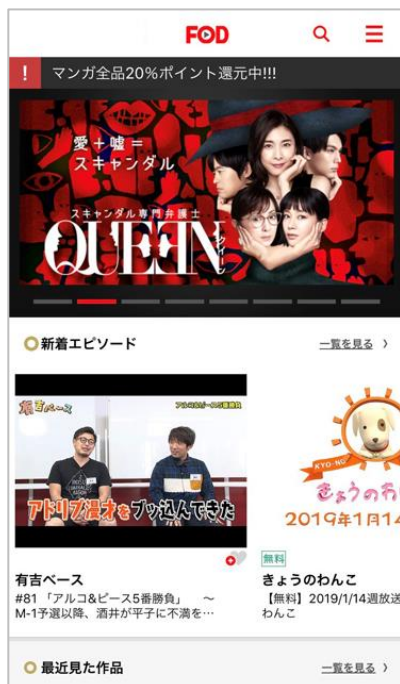 FOD
! マンガ全品20%ポイント還元中!!!
愛+嘘=
スキャンダル
スキャンダル専門弁護士
QUEEN
クイーン
新着エピソード
一覧を見る 〉
有吉ベース
アルコ&ピース5番勝負
アドリブ漫才をブッ込んできた
KYO-NO
きょうのわ
2019年1月14
有吉ベース
#81 「アルコ&ピース5番勝負」 ~
M-1予選以降、酒井が平子に不満を…
無料
きょうのわんこ
【無料】2019/1/14週放送
わんこ
最近見た作品
一覧を見る 〉